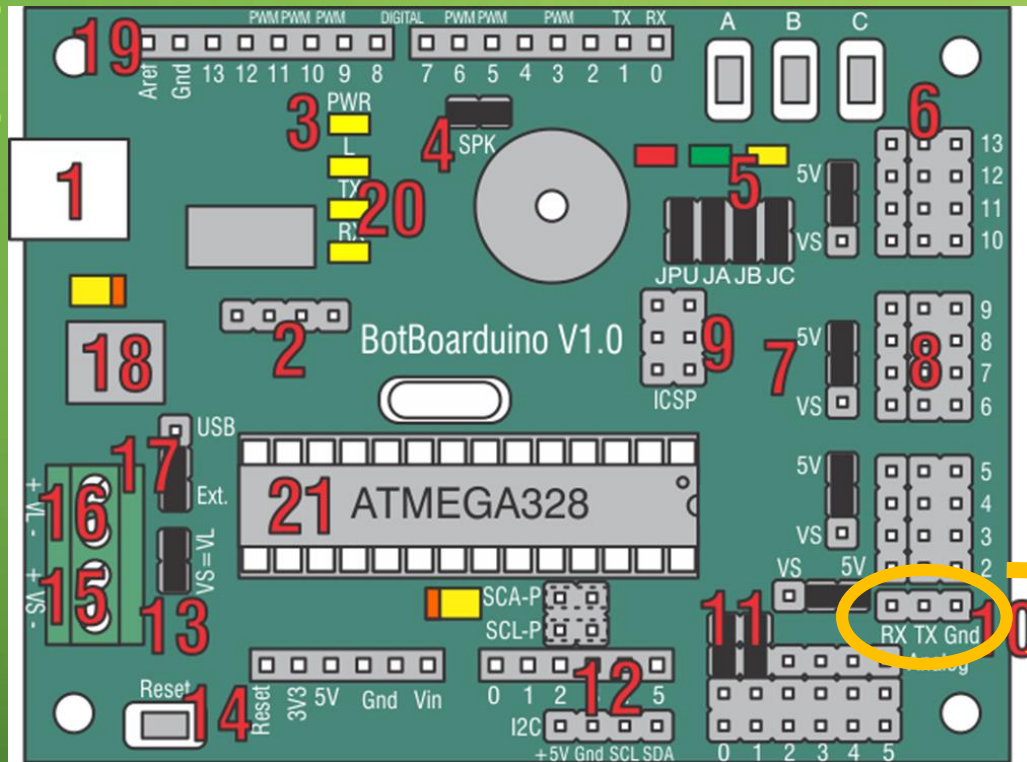 PWM PWM PWM DIGITAL PWM PWM PWM TX RX
19
Aref Gnd 13 12 11 10 9 8 7 6 5 4 3 2 1 0
A B C
3 PWR
4 SPK
6
13
12
11
10
5V
VS
1
L
TX
20
RX
5
JPU JA JB JC
2
BotBoarduino V1.0
9
ICSP
7
5V
VS
8
9
8
7
6
18
USB
17
Ext.
+ VL -
16
21 ATMEGA328
5V
VS
5
4
3
2
+ VS -
15
13
VS=VL
SCA-P
SCL-P
VS 5V
11
RX TX Gnd
10
Analog
Reset
14
Reset 3V3 5V Gnd Vin
0 1 2 5
12
I2C
+5V Gnd SCL SDA
0 1 2 3 4 5